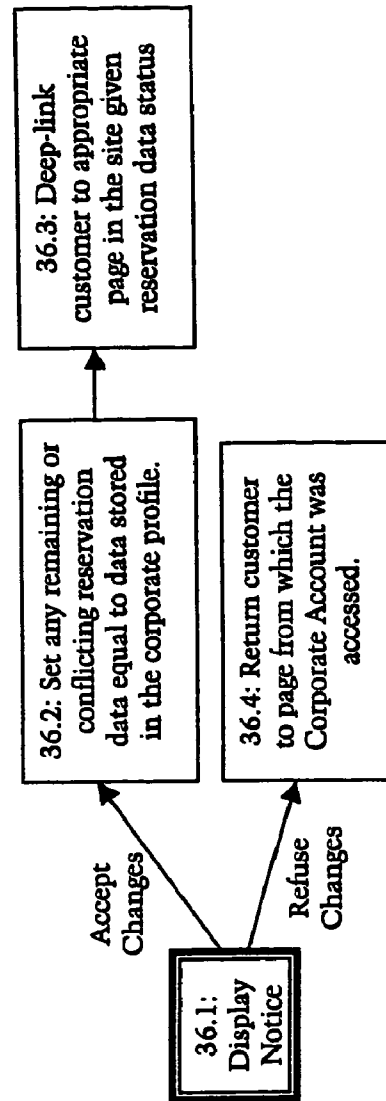 36.1:
Display
Notice
Accept
Changes
Refuse
Changes
36.2: Set any remaining or
conflicting reservation
data equal to data stored
in the corporate profile.
36.3: Deep-link
customer to appropriate
page in the site given
reservation data status
36.4: Return customer
to page from which the
Corporate Account was
accessed.